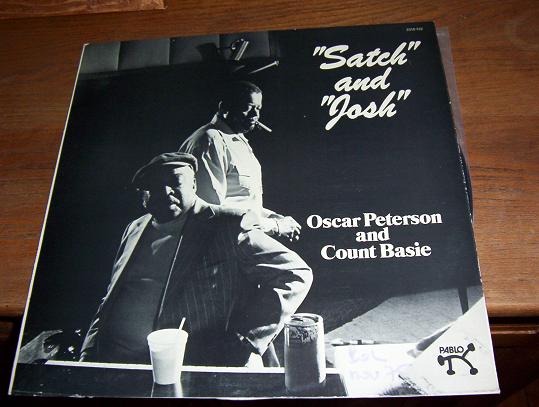 "Satch"
and
"Josh"
Oscar Peterson
and
Count Basie
PABLO